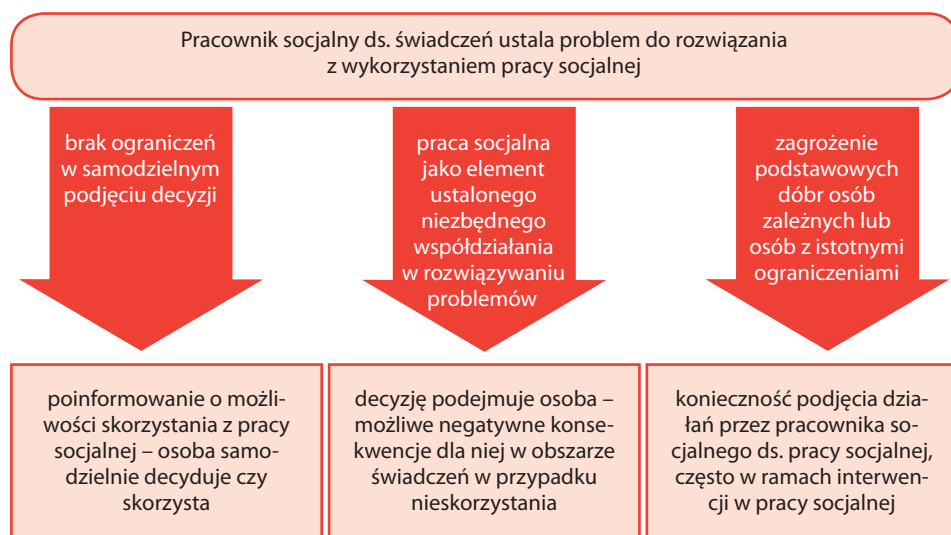 Pracownik socjalny ds. świadczeń ustala problem do rozwiązania
z wykorzystaniem pracy socjalnej
brak ograniczeń
w samodzielnym
podjęciu decyzji
praca socjalna
jako element
ustalonego
niezbędnego
współdziałania
w rozwiązywaniu
problemów
zagrożenie
podstawowych
dóbr osób
zależnych lub
osób z istotnymi
ograniczeniami
poinformowanie o możli-
wości skorzystania z pracy
socjalnej – osoba samo-
dzielnie decyduje czy
skorzysta
decyzję podejmuje osoba –
możliwe negatywne konse-
kwencje dla niej w obszarze
świadczeń w przypadku
nieskorzystania
konieczność podjęcia dzia-
łań przez pracownika so-
cjalnego ds. pracy socjalnej,
często w ramach interwen-
cji w pracy socjalnej